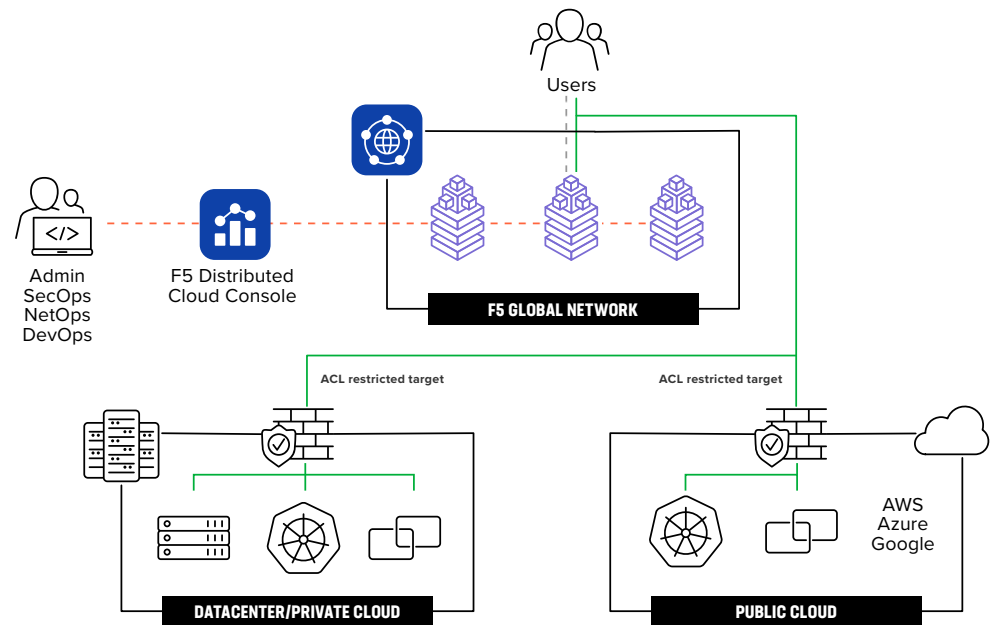 Users
</>
Admin
SecOps
NetOps
DevOps
F5 Distributed
Cloud Console
F5 GLOBAL NETWORK
ACL restricted target
ACL restricted target
AWS
Azure
Google
DATACENTER/PRIVATE CLOUD
PUBLIC CLOUD